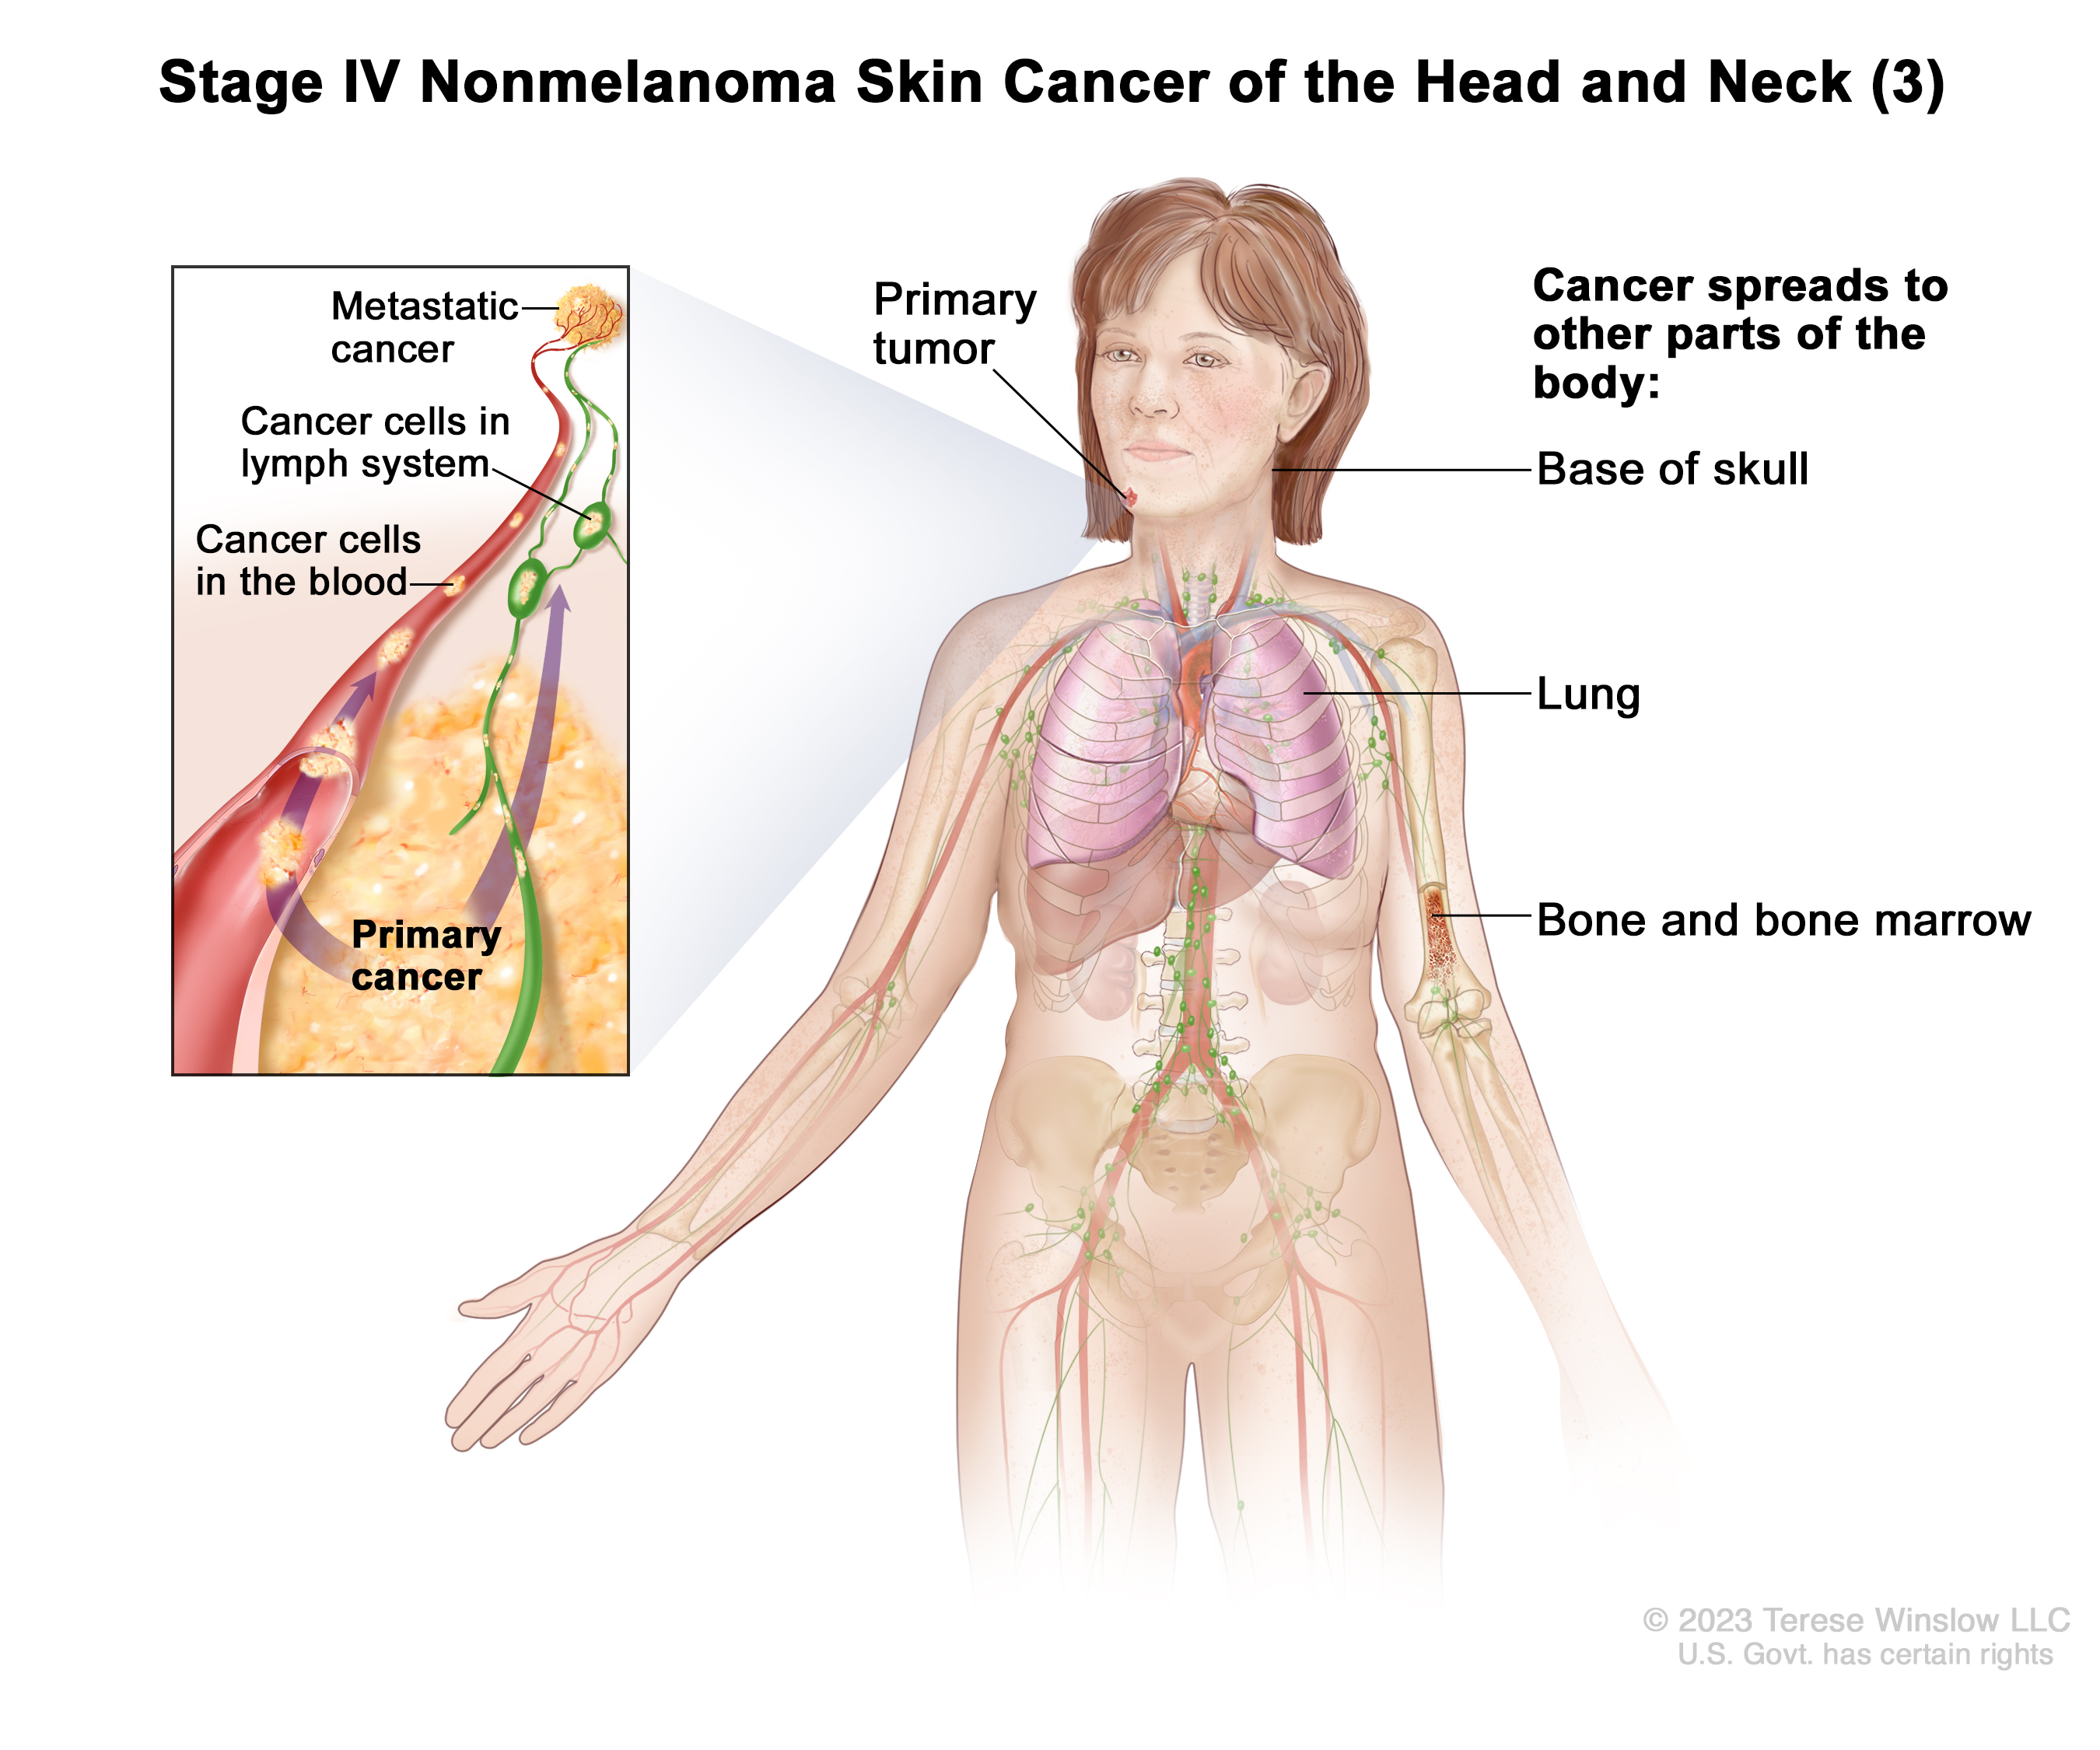 Stage IV Nonmelanoma Skin Cancer of the Head and Neck (3)
Metastatic
cancer
Cancer cells in
lymph system
Cancer cells
in the blood
Primary
cancer
Primary
tumor
Cancer spreads to
other parts of the
body:
Base of skull
Lung
Bone and bone marrow
© 2023 Terese Winslow LLC
U.S. Govt. has certain rights